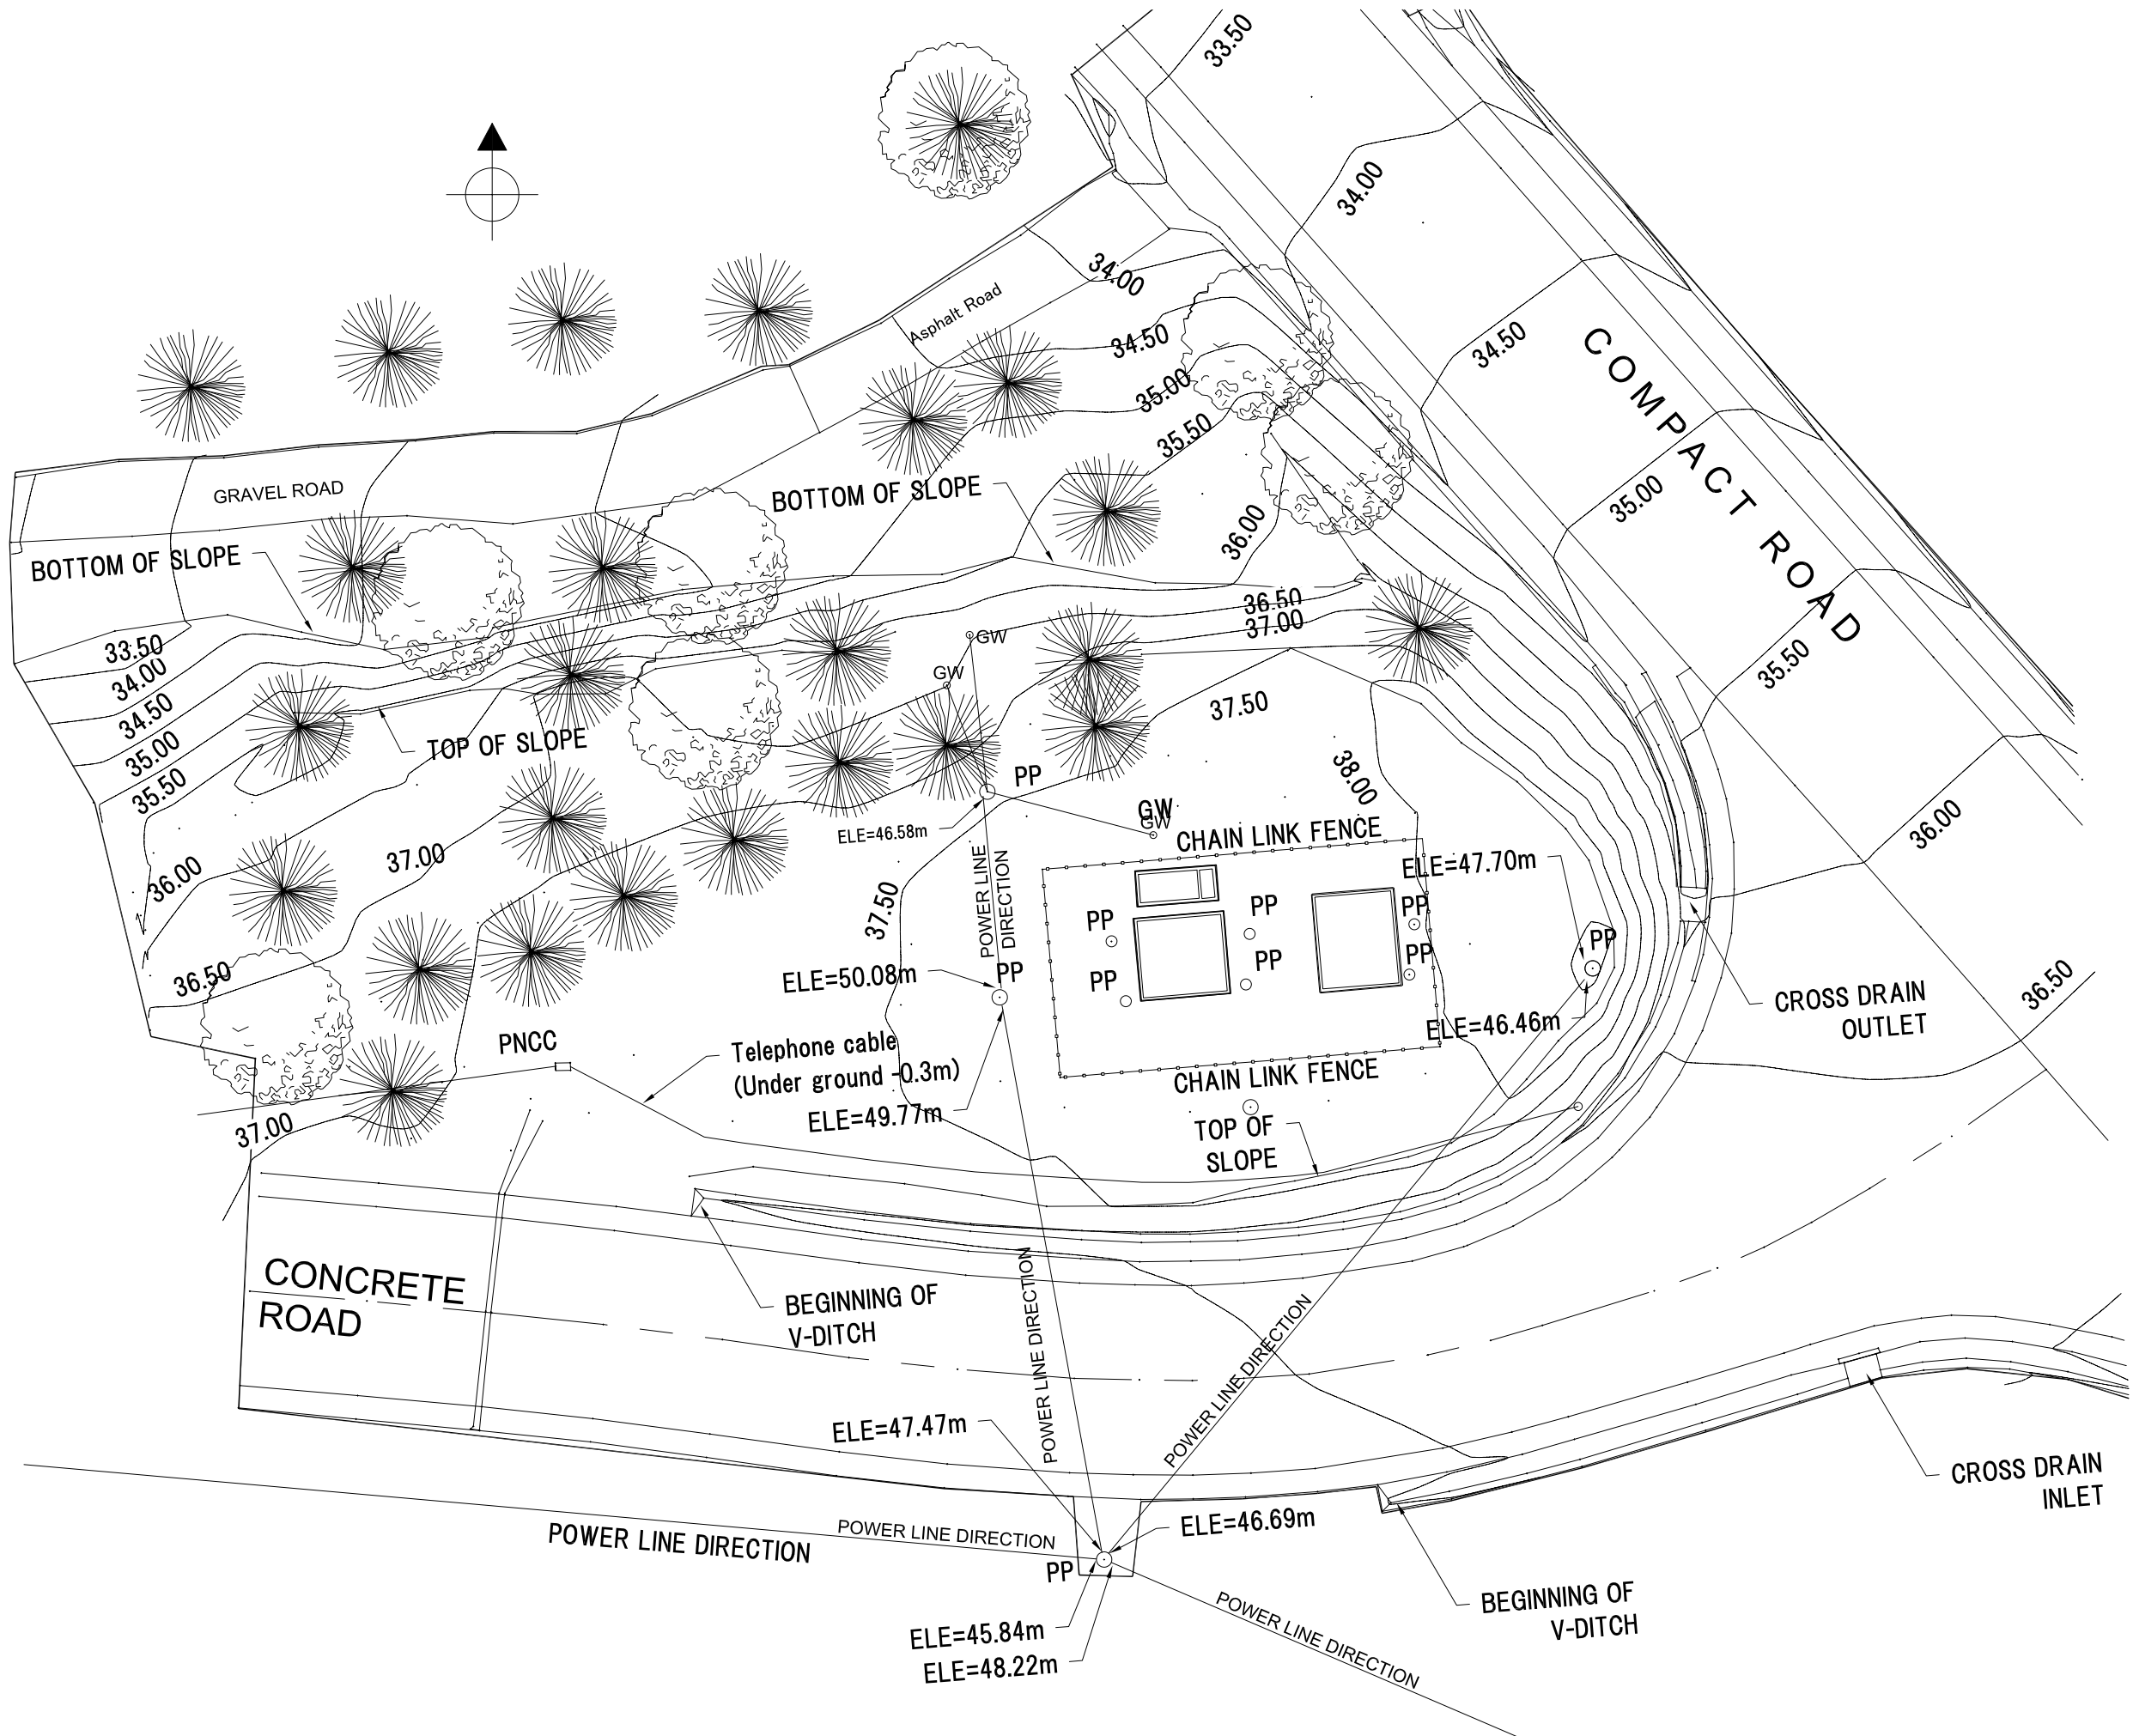 33.50
34.00
34.00
Asphalt Road
34.50
34.50
COMPACT ROAD
35.00
35.50
35.00
GRAVEL ROAD
BOTTOM OF SLOPE
36.00
BOTTOM OF SLOPE
36.50
37.00
35.50
33.50
34.00
34.50
35.00
35.50
GW
GW
TOP OF SLOPE
37.50
38.00
PP
ELE=46.58m
GW
GW
CHAIN LINK FENCE
36.00
37.00
36.00
POWER LINE
DIRECTION
ELE=47.70m
37.50
PP
PP
PP
PP
PP
PP
PP
36.50
ELE=50.08m
PP
36.50
CROSS DRAIN
OUTLET
ELE=46.46m
PNCC
Telephone cable
(Under ground -0.3m)
CHAIN LINK FENCE
ELE=49.77m
37.00
TOP OF
SLOPE
CONCRETE
ROAD
BEGINNING OF
V-DITCH
POWER LINE DIRECTION
POWER LINE DIRECTION
ELE=47.47m
CROSS DRAIN
INLET
POWER LINE DIRECTION
POWER LINE DIRECTION
ELE=46.69m
PP
BEGINNING OF
V-DITCH
POWER LINE DIRECTION
ELE=45.84m
ELE=48.22m